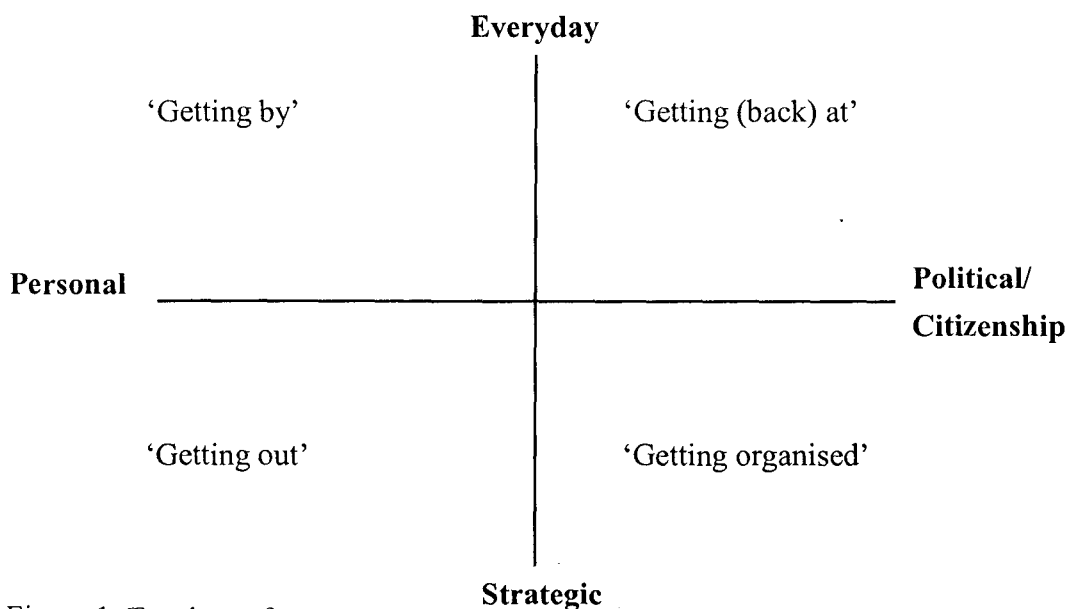 Everyday
‘Getting by’ ‘Getting (back) at’
Personal
Political/
Citizenship
‘Getting out’ ‘Getting organised’
Strategic